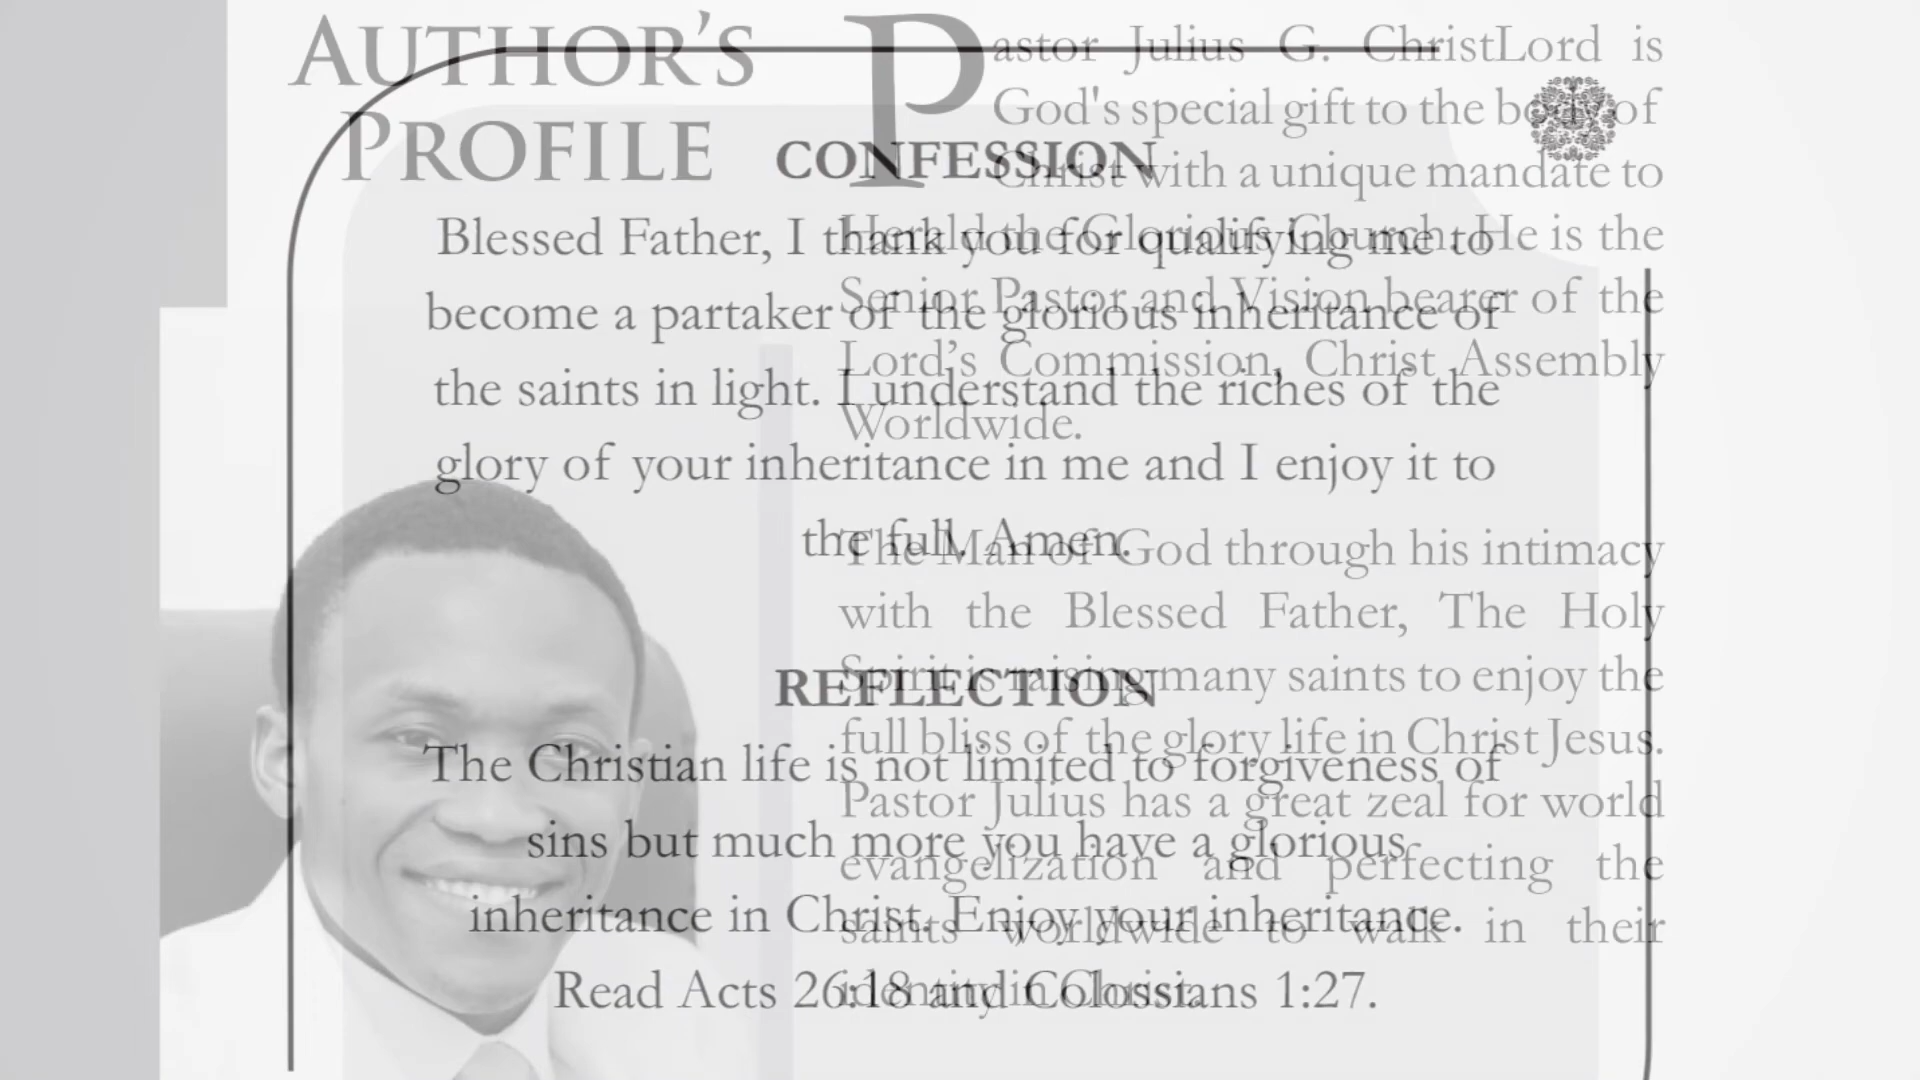 AUTHOR'S
PROFILE
Pastor Julius G. ChristLord is
God's special gift to the body of
Christ with a unique mandate to
Herald the Glorious Church. He is the
Senior Pastor and Vision bearer of the
Lord’s Commission, Christ Assembly
Worldwide.
The Man of God through his intimacy
with the Blessed Father, The Holy
Spirit is raising many saints to enjoy the
full bliss of the glory life in Christ Jesus.
Pastor Julius has a great zeal for world
evangelization and perfecting the
saints worldwide to walk in their
identity in Christ.
CONFESSION
Blessed Father, I thank you for qualifying me to
become a partaker of the glorious inheritance of
the saints in light. I understand the riches of the
glory of your inheritance in me and I enjoy it to
the full. Amen.
REFLECTION
The Christian life is not limited to forgiveness of
sins but much more you have a glorious
inheritance in Christ. Enjoy your inheritance.
Read Acts 26:18 and Colossians 1:27.